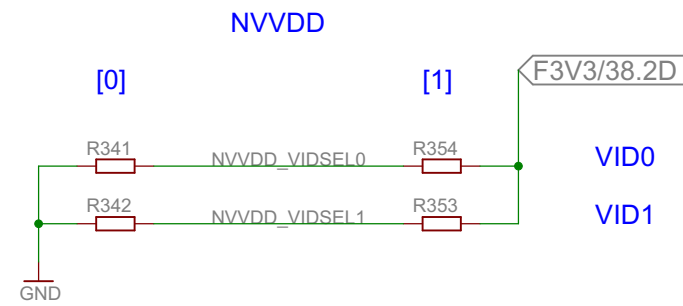 NVVDD
F3V3/38.2D
[0] [1]
R341 NVVDD_VIDSEL0 R354 VID0
R342 NVVDD_VIDSEL1 R353 VID1
GND